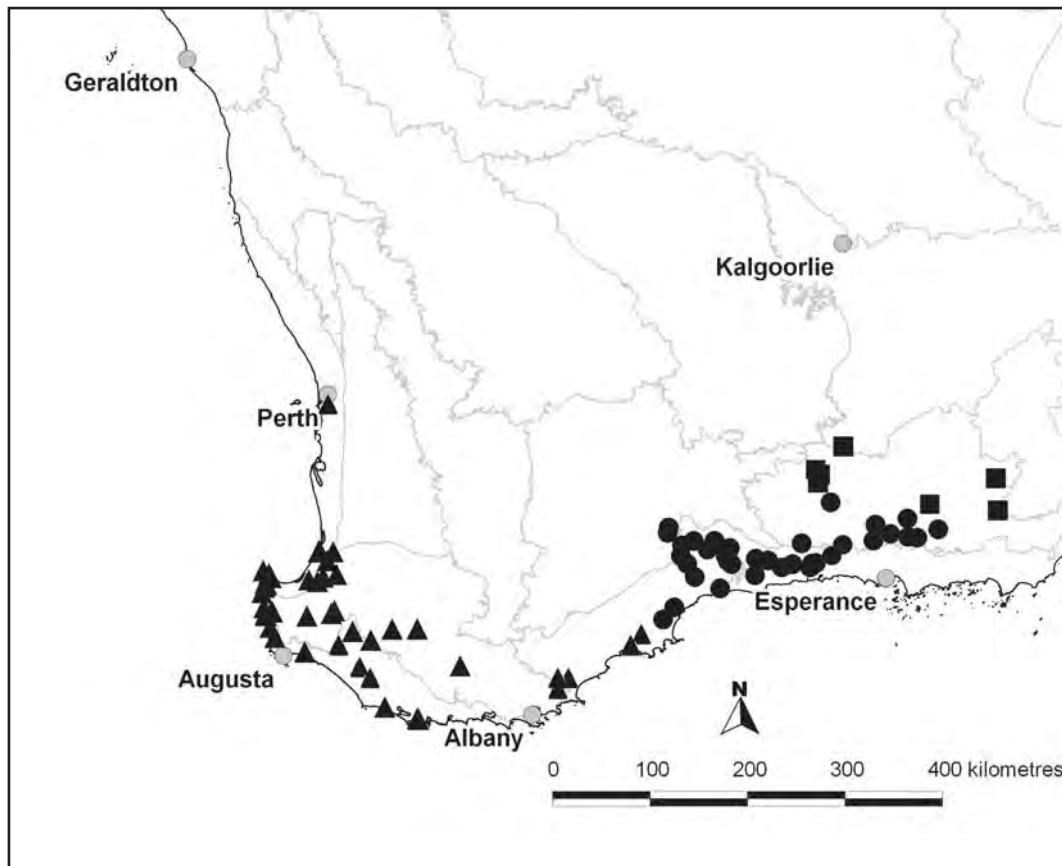 Geraldton
Kalgoorlie
Perth
Esperance
Augusta
N
Albany
0 100 200 300 400 kilometres